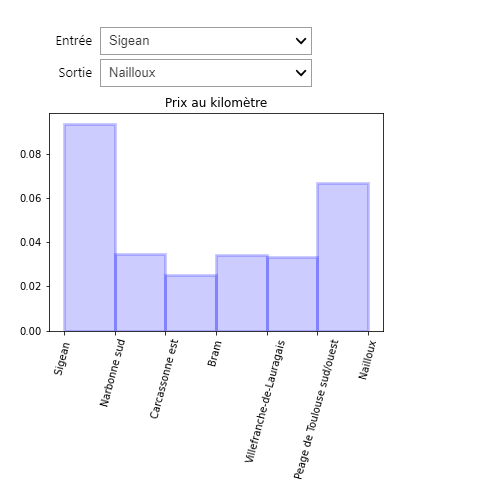 Entrée Sigean
Sortie Nailloux
Prix au kilomètre
0.08
0.06
0.04
0.02
0.00
Sigean
Narbonne sud
Carcassonne est
Bram
Villefranche-de-Lauragais
Peage de Toulouse sud/ouest
Nailloux